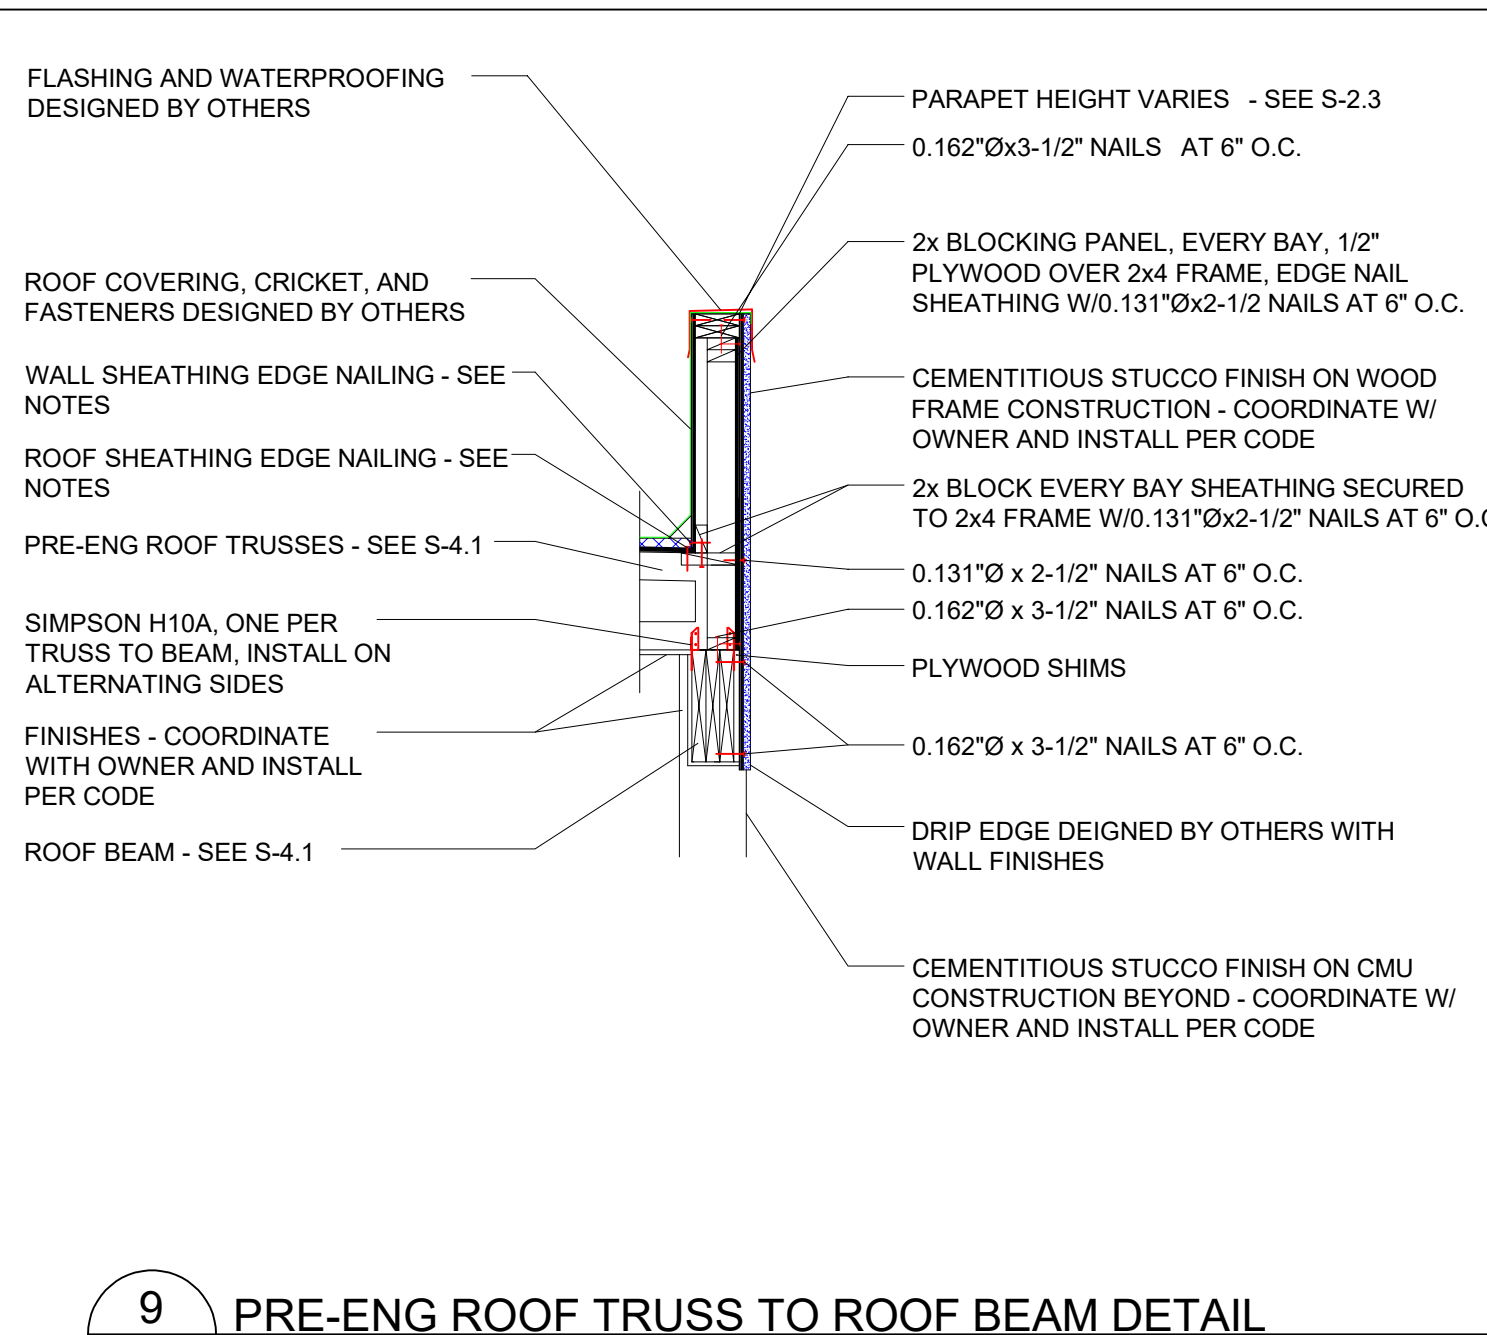 FLASHING AND WATERPROOFING
DESIGNED BY OTHERS
ROOF COVERING, CRICKET, AND
FASTENERS DESIGNED BY OTHERS
WALL SHEATHING EDGE NAILING - SEE
NOTES
ROOF SHEATHING EDGE NAILING - SEE
NOTES
PRE-ENG ROOF TRUSSES - SEE S-4.1
SIMPSON H10A, ONE PER
TRUSS TO BEAM, INSTALL ON
ALTERNATING SIDES
FINISHES - COORDINATE
WITH OWNER AND INSTALL
PER CODE
ROOF BEAM - SEE S-4.1
PARAPET HEIGHT VARIES - SEE S-2.3
0.162"Øx3-1/2" NAILS AT 6" O.C.
2x BLOCKING PANEL, EVERY BAY, 1/2"
PLYWOOD OVER 2x4 FRAME, EDGE NAIL
SHEATHING W/0.131"Øx2-1/2 NAILS AT 6" O.C.
CEMENTITIOUS STUCCO FINISH ON WOOD
FRAME CONSTRUCTION - COORDINATE W/
OWNER AND INSTALL PER CODE
2x BLOCK EVERY BAY SHEATHING SECURED
TO 2x4 FRAME W/0.131"Øx2-1/2" NAILS AT 6" O.C
0.131"Ø x 2-1/2" NAILS AT 6" O.C.
0.162"Ø x 3-1/2" NAILS AT 6" O.C.
PLYWOOD SHIMS
0.162"Ø x 3-1/2" NAILS AT 6" O.C.
DRIP EDGE DEIGNED BY OTHERS WITH
WALL FINISHES
CEMENTITIOUS STUCCO FINISH ON CMU
CONSTRUCTION BEYOND - COORDINATE W/
OWNER AND INSTALL PER CODE
9 PRE-ENG ROOF TRUSS TO ROOF BEAM DETAIL